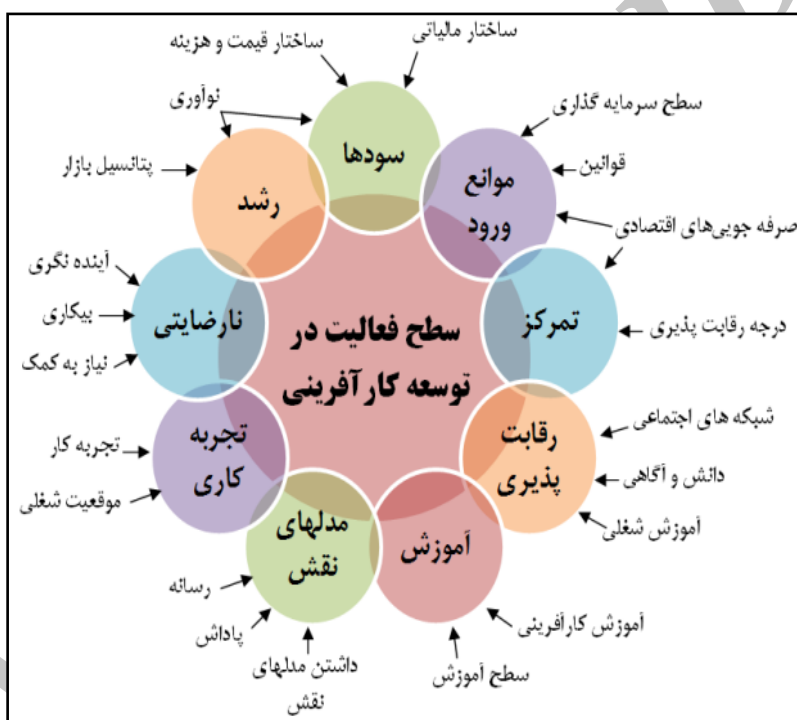 ساختار مالیاتی
ساختار قیمت و هزینه
نوآوری
سطح سرمایه گذاری
پتانسیل بازار
قوانین
سودها
موانع
ورود
رشد
صرفه جویی‌های اقتصادی
آینده نگری
بیکاری
نیاز به کمک
نارضایتی
تمرکز
درجه رقابت پذیری
سطح فعالیت در
توسعه کارآفرینی
شبکه های اجتماعی
دانش و آگاهی
آموزش شغلی
رقابت
پذیری
تجربه
کاری
تجربه کار
موقعیت شغلی
مدلهای
نقش
آموزش
رسانه
پاداش
داشتن مدلهای
نقش
آموزش کارآفرینی
سطح آموزش